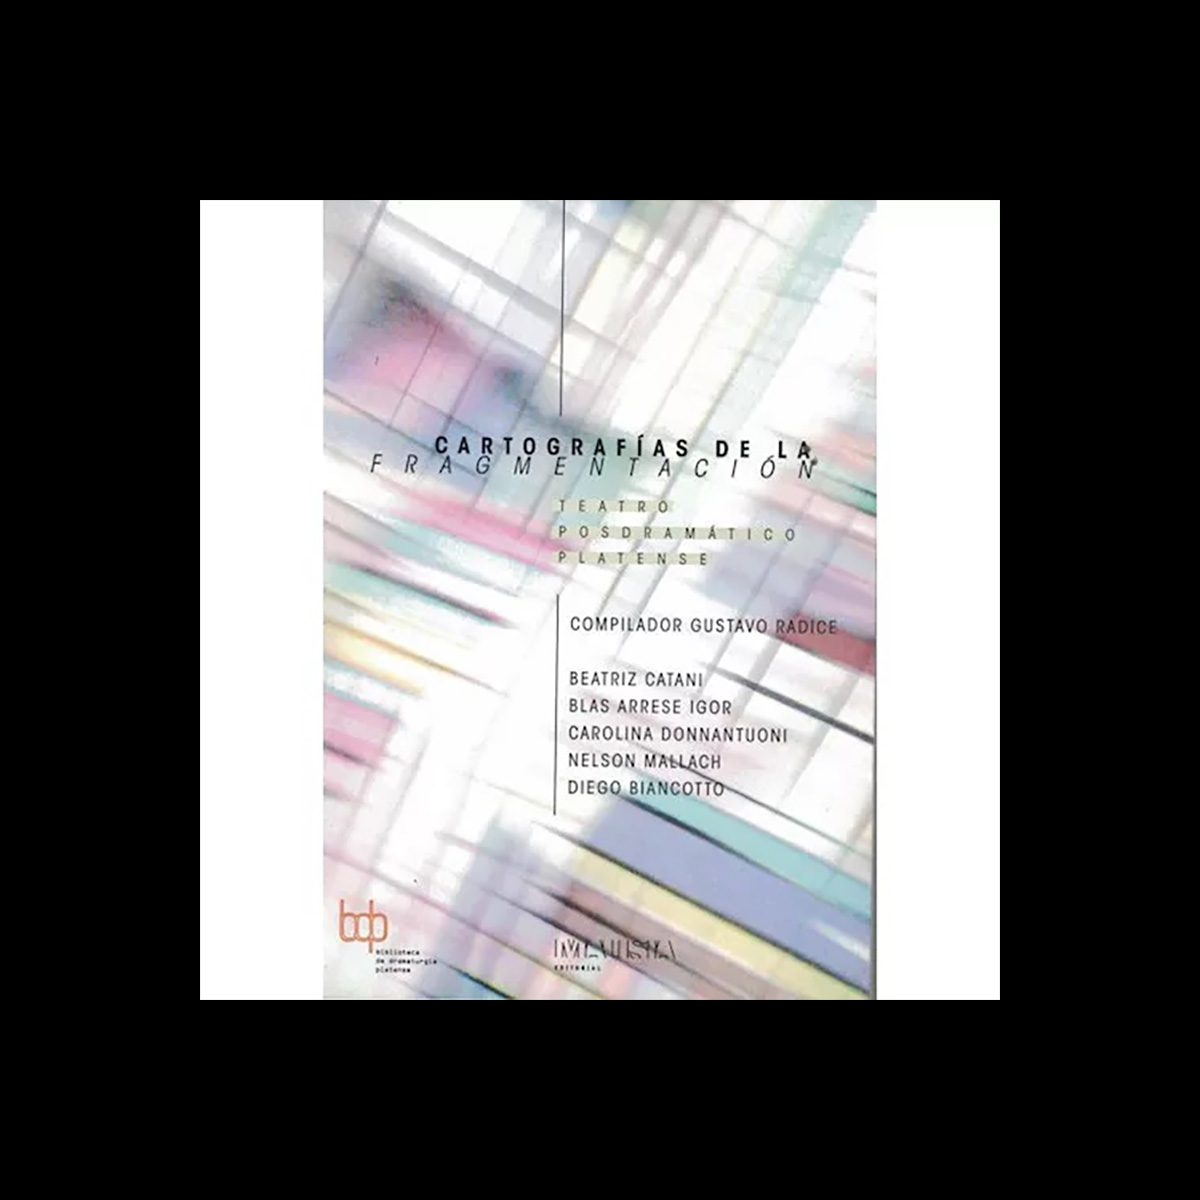 CARTOGRAFÍAS DE LA
FRAGMENTACIÓN
TEATRO
POSDRAMÁTICO
PLATENSE
COMPILADOR GUSTAVO RADICE
BEATRIZ CATANI
BLAS ARRESE IGOR
CAROLINA DONNANTUONI
NELSON MALLACH
DIEGO BIANCOTTO
bdp
biblioteca
de dramaturgia
platense
EDITORIAL